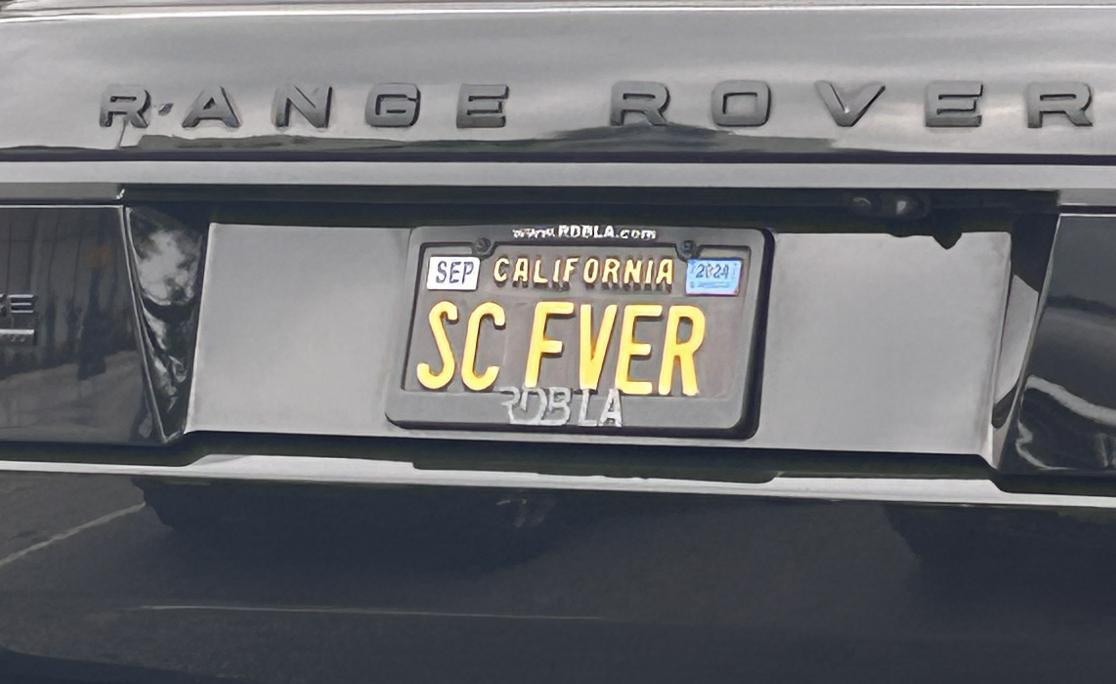 RANGE ROVER
www.RDBLA.com
SEP CALIFORNIA 2024
SC FVER
RDBLA